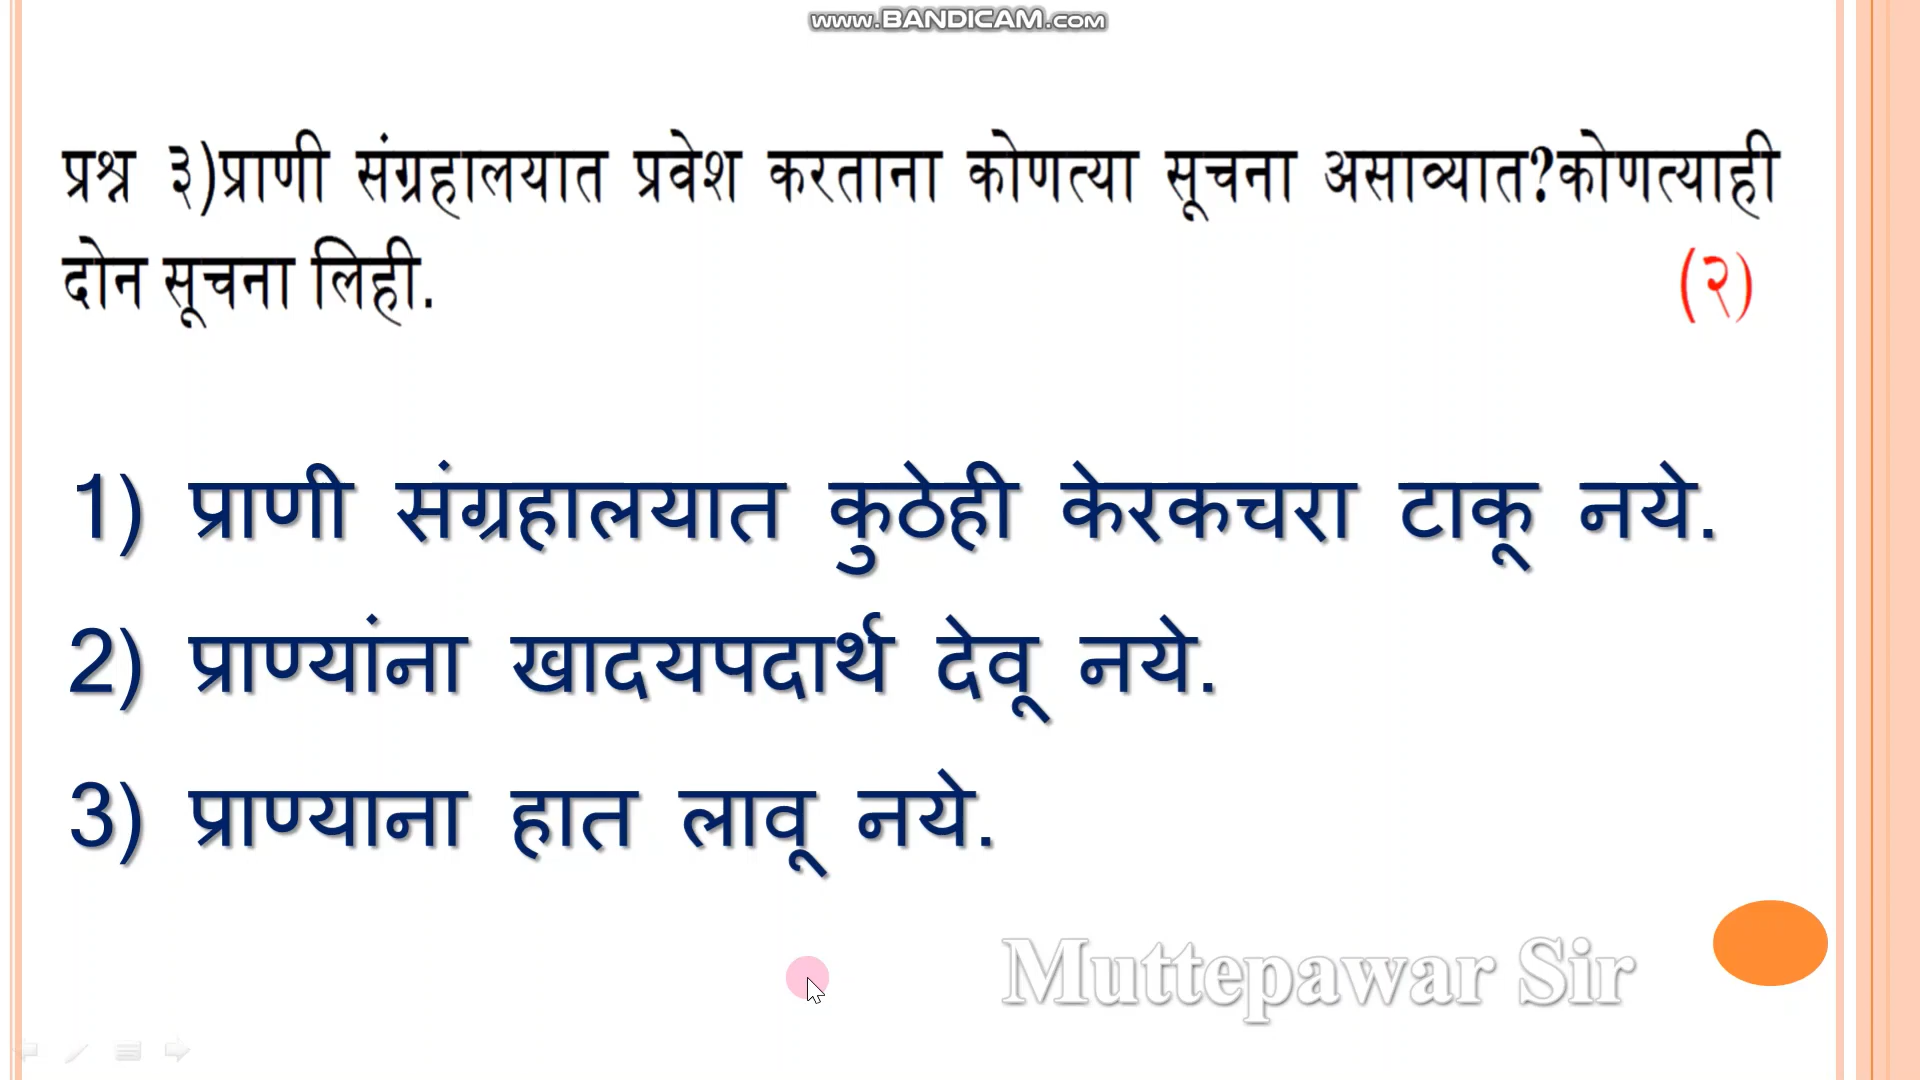 www.BANDICAM.com
प्रश्न ३)प्राणी संग्रहालयात प्रवेश करताना कोणत्या सूचना असाव्यात?कोणत्याही
दोन सूचना लिही. (२)
1) प्राणी संग्रहालयात कुठेही केरकचरा टाकू नये.
2) प्राण्यांना खादयपदार्थ देवू नये.
3) प्राण्याना हात लावू नये.
Muttepawar Sir